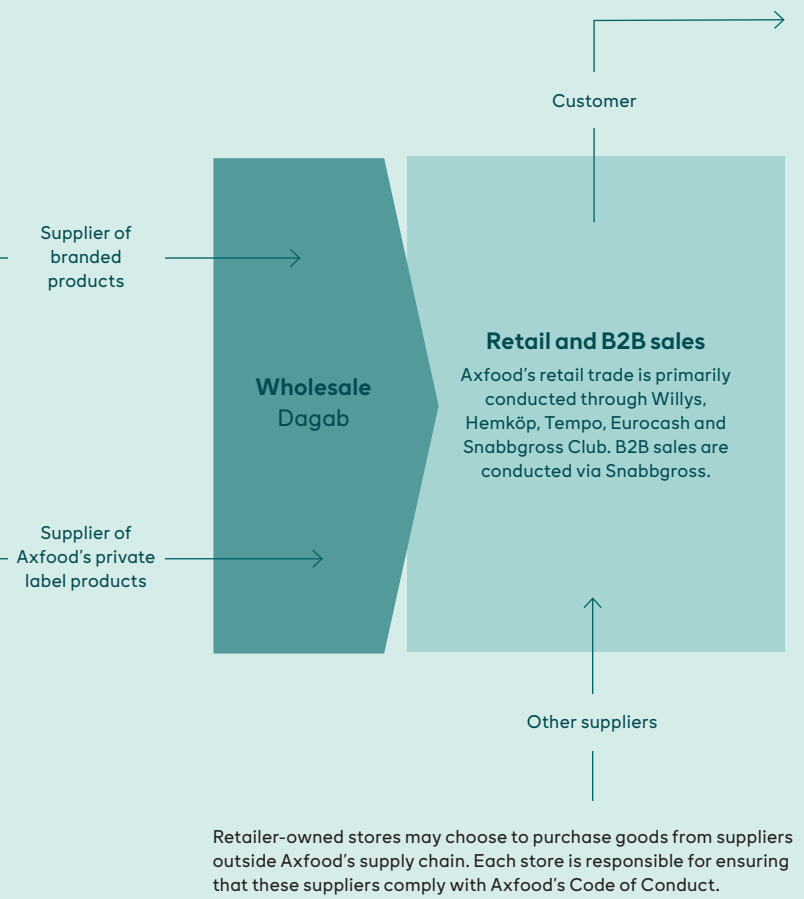 Customer
Supplier of
branded
products
Wholesale
Dagab
Retail and B2B sales
Axfood's retail trade is primarily
conducted through Willys,
Hemköp, Tempo, Eurocash and
Snabbgross Club. B2B sales are
conducted via Snabbgross.
Supplier of
Axfood's private
label products
Other suppliers
Retailer-owned stores may choose to purchase goods from suppliers
outside Axfood's supply chain. Each store is responsible for ensuring
that these suppliers comply with Axfood's Code of Conduct.